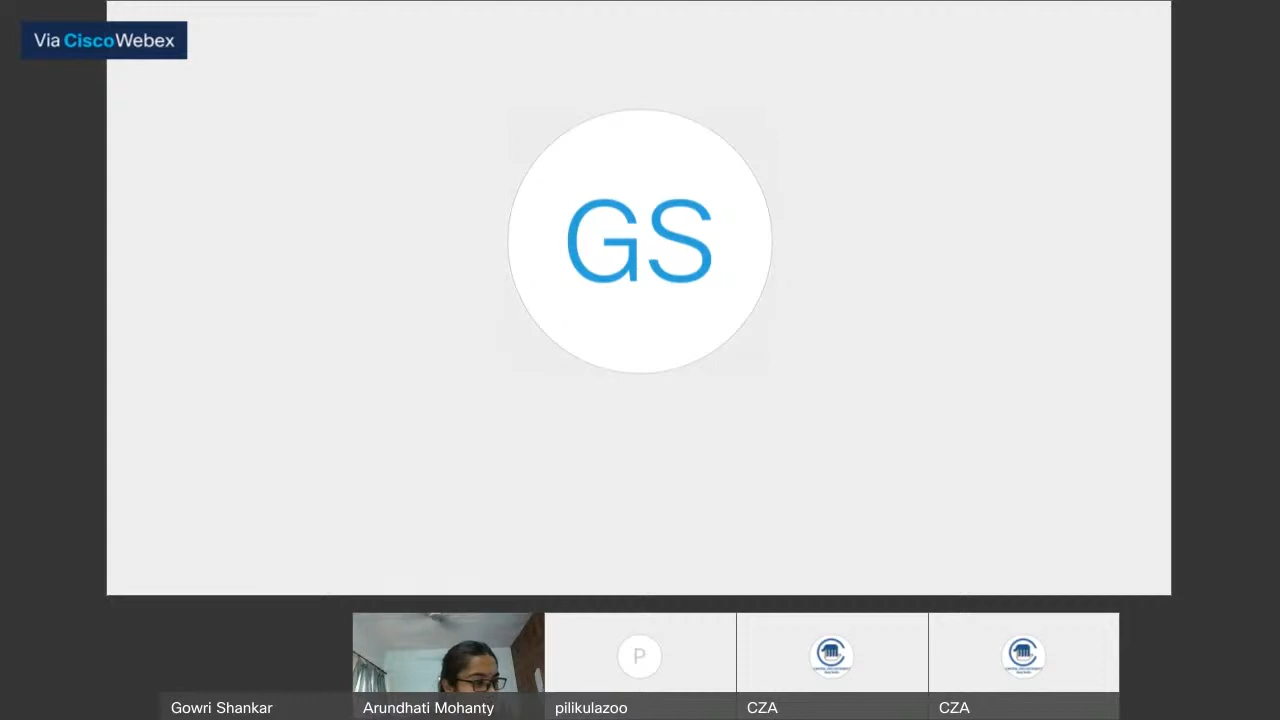 Via CiscoWebex
GS
P
Gowri Shankar
Arundhati Mohanty
pilikulazoo
CZA
CZA